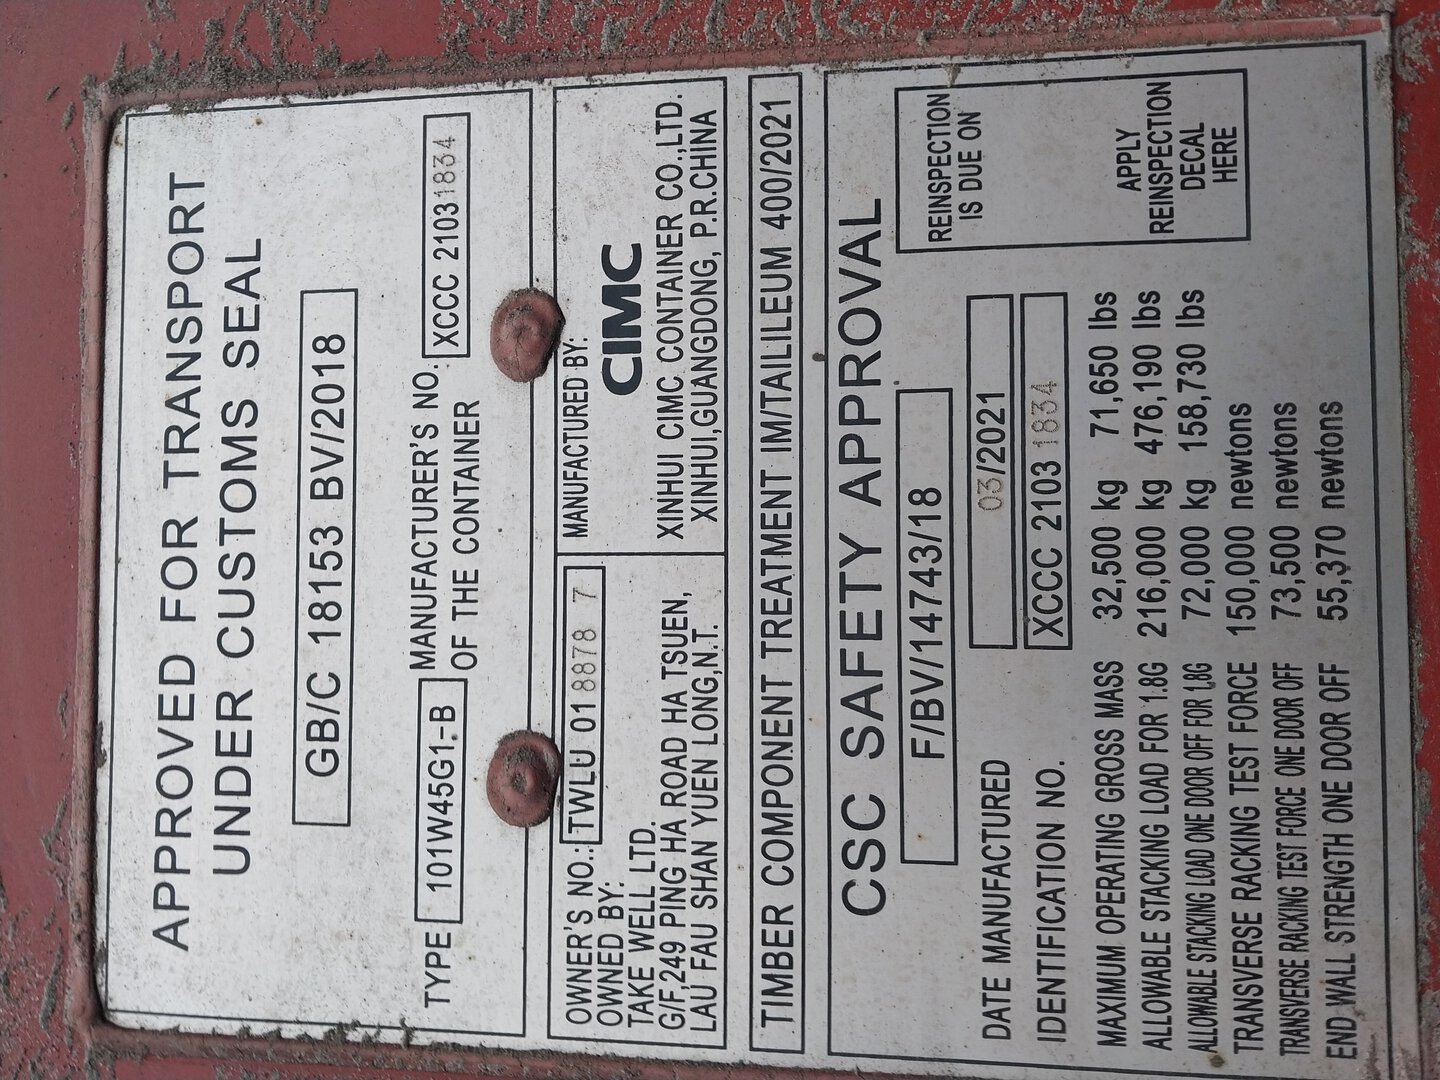 APPROVED FOR TRANSPORT
UNDER CUSTOMS SEAL
GB/C 18153 BV/2018
TYPE 101W45G1-B MANUFACTURER'S NO. XCCC 21031834
OF THE CONTAINER
OWNER'S NO.: TWLU 01 8878 7
OWNED BY:
TAKE WELL LTD.
G/F,249 PING HA ROAD HA TSUEN,
LAU FAU SHAN YUEN LONG,N.T.
MANUFACTURED BY:
CIMC
XINHUI CIMC CONTAINER CO.,LTD.
XINHUI,GUANGDONG, P.R.CHINA
TIMBER COMPONENT TREATMENT IM/TAILILEUM 400/2021
CSC SAFETY APPROVAL
F/BV/14743/18
REINSPECTION
IS DUE ON
APPLY
REINSPECTION
DECAL
HERE
DATE MANUFACTURED 03/2021
IDENTIFICATION NO. XCCC 2103 1834
MAXIMUM OPERATING GROSS MASS 32,500 kg 71,650 lbs
ALLOWABLE STACKING LOAD FOR 1.8G 216,000 kg 476,190 lbs
ALLOWABLE STACKING LOAD ONE DOOR OFF FOR 1.8G 72,000 kg 158,730 lbs
TRANSVERSE RACKING TEST FORCE 150,000 newtons
TRANSVERSE RACKING TEST FORCE ONE DOOR OFF 73,500 newtons
END WALL STRENGTH ONE DOOR OFF 55,370 newtons